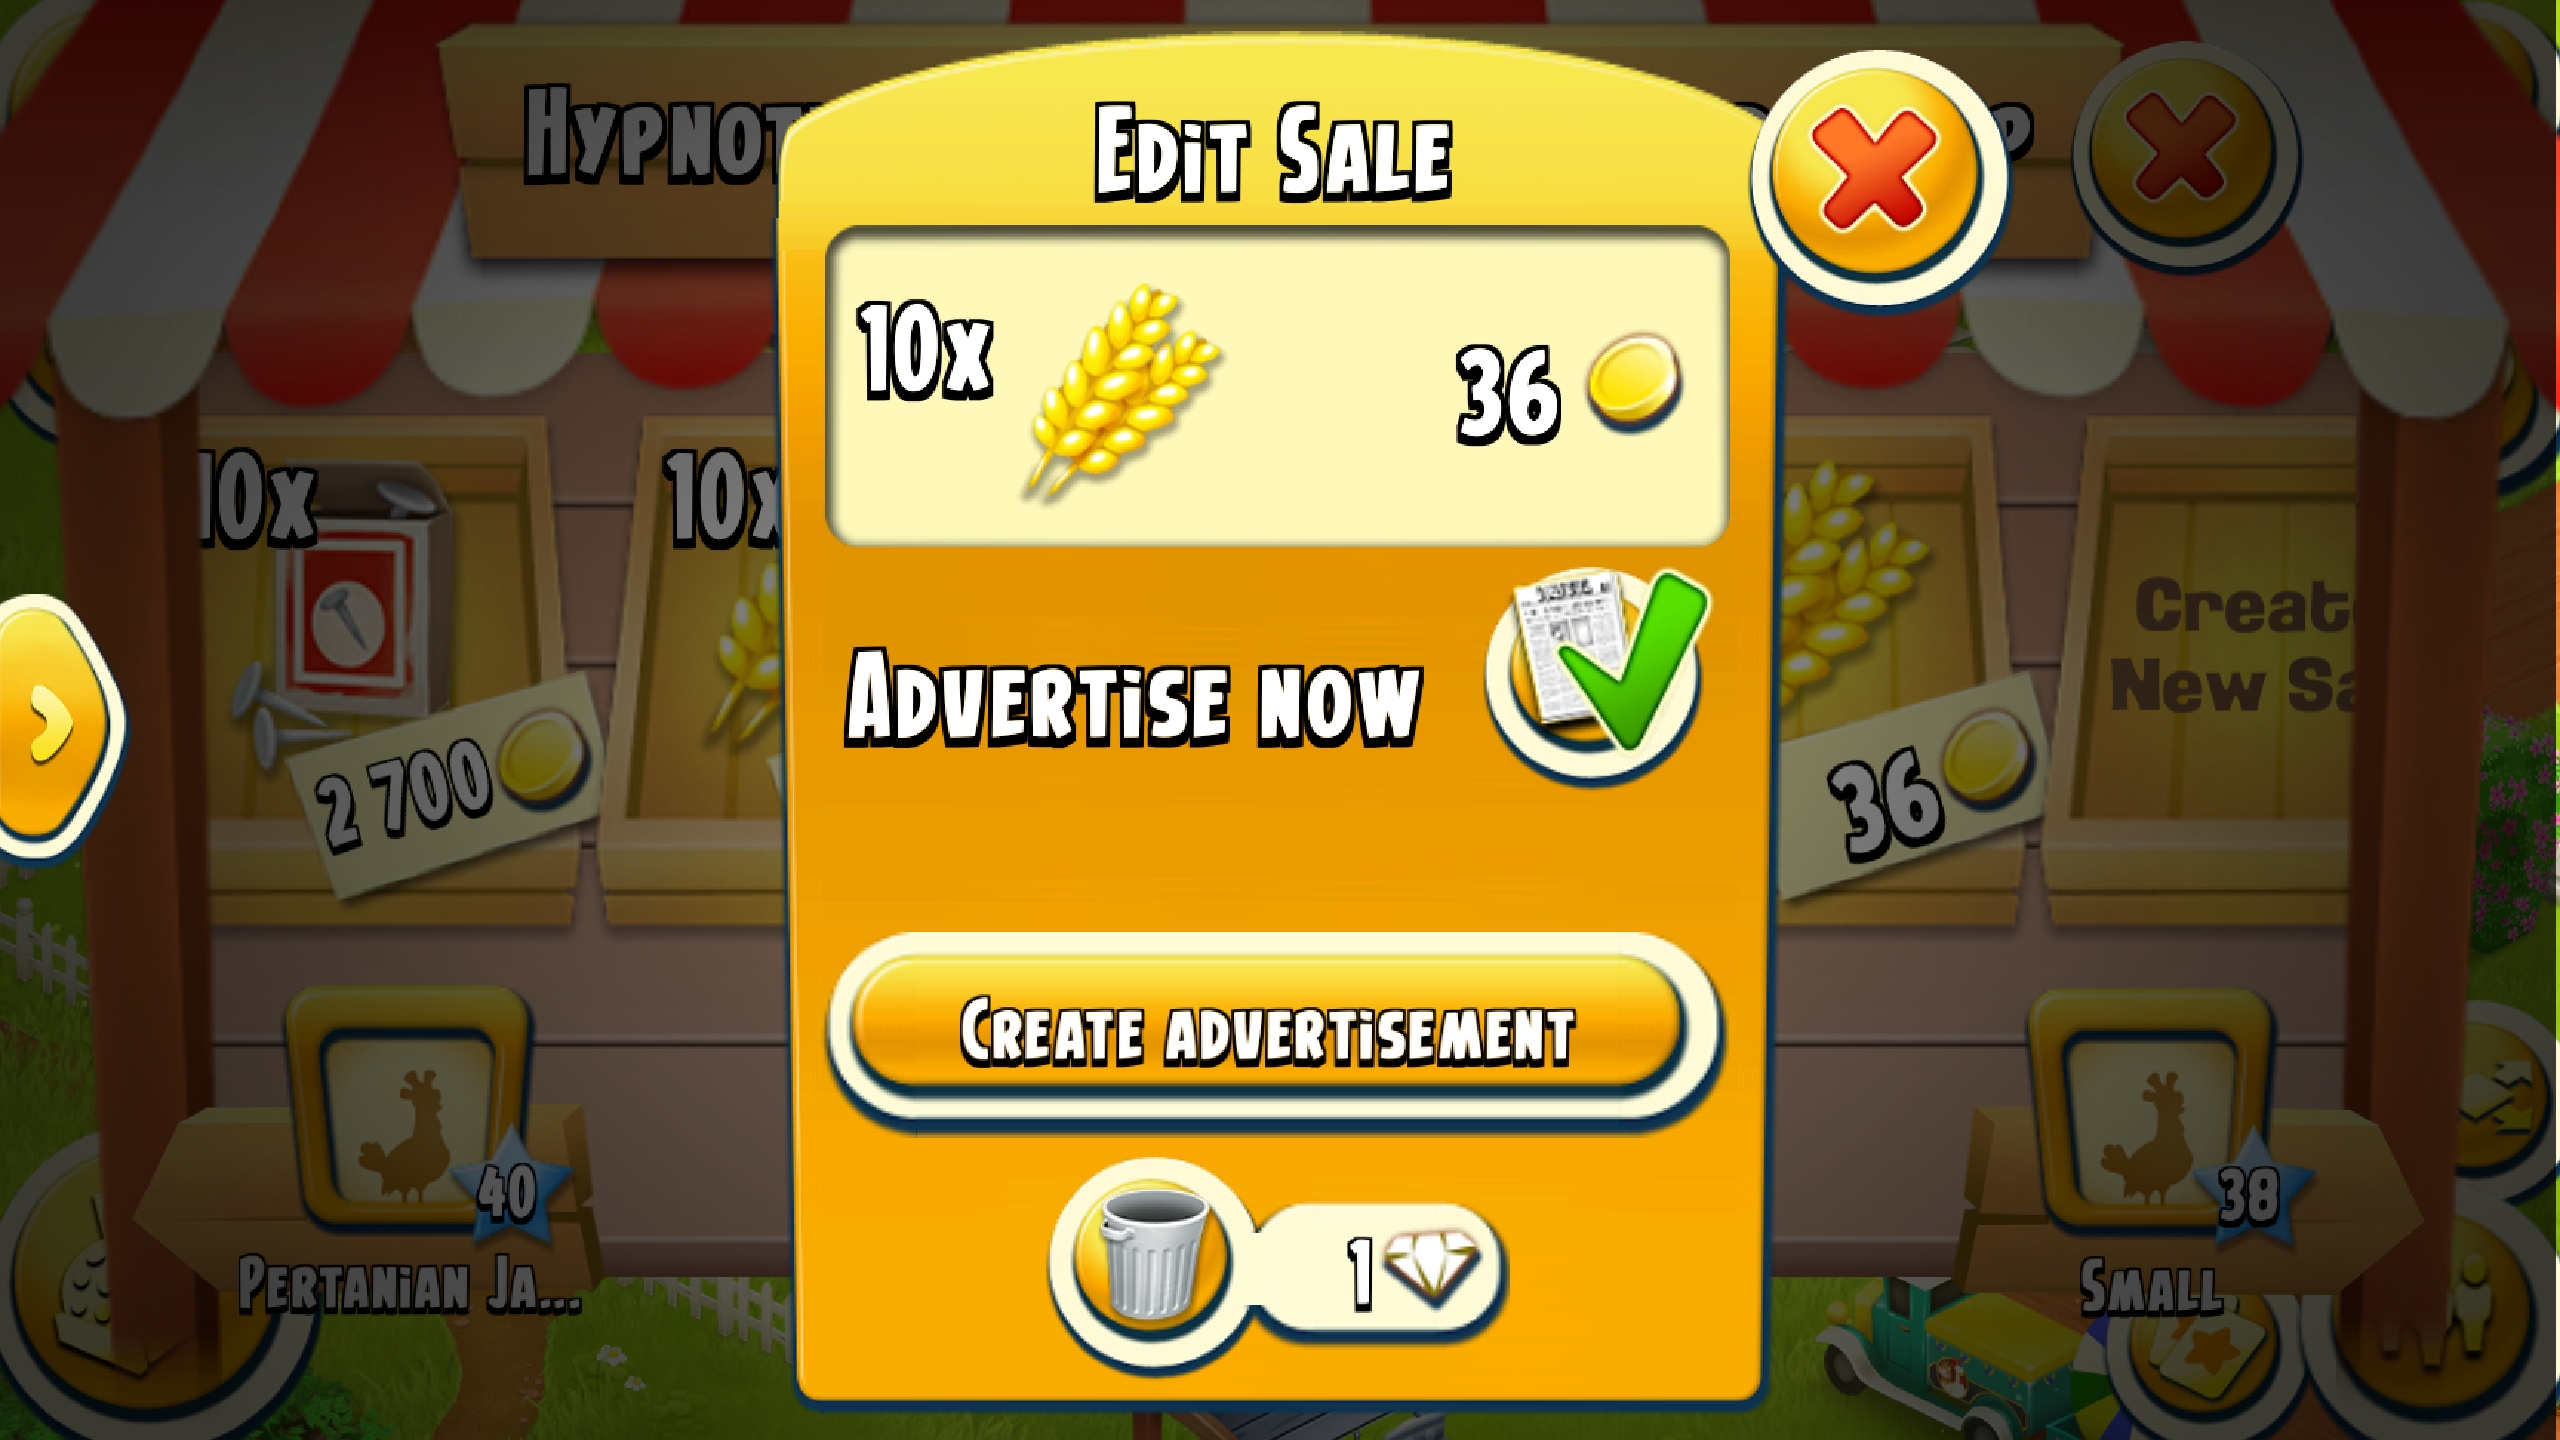 Hypnot
Edit Sale
10x
36
10x
10x
Advertise now
Create
New Sa
2 700
36
Create advertisement
40
38
1
Pertanian Ja...
Small